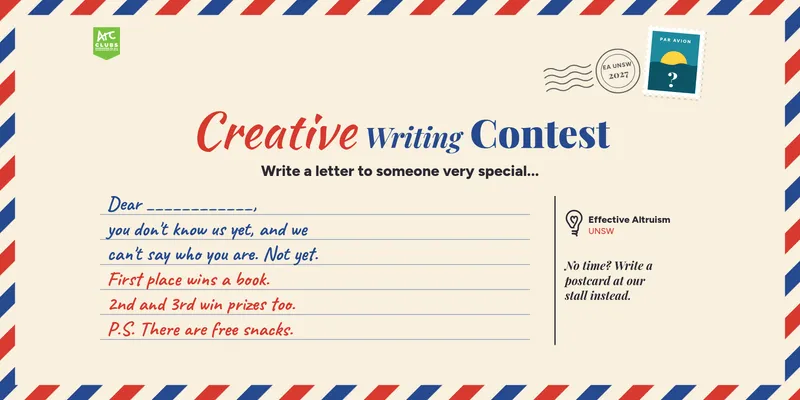 Arc
CLUBS
PAR AVION
?
EA UNSW
2027
Creative Writing Contest
Write a letter to someone very special...
Dear ____________,
you don't know us yet, and we
can't say who you are. Not yet.
First place wins a book.
2nd and 3rd win prizes too.
P.S. There are free snacks.
Effective Altruism
UNSW
No time? Write a
postcard at our
stall instead.